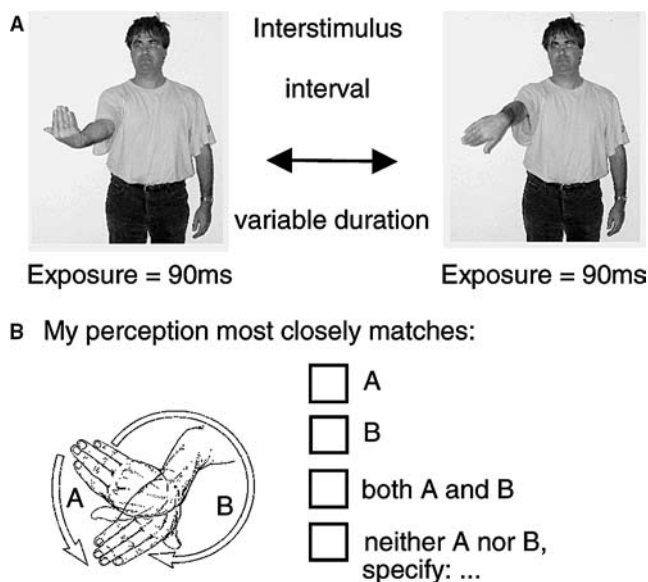 A
Interstimulus
interval
variable duration
Exposure = 90ms
Exposure = 90ms
B My perception most closely matches:
A
B
A
B
both A and B
neither A nor B,
specify: ...